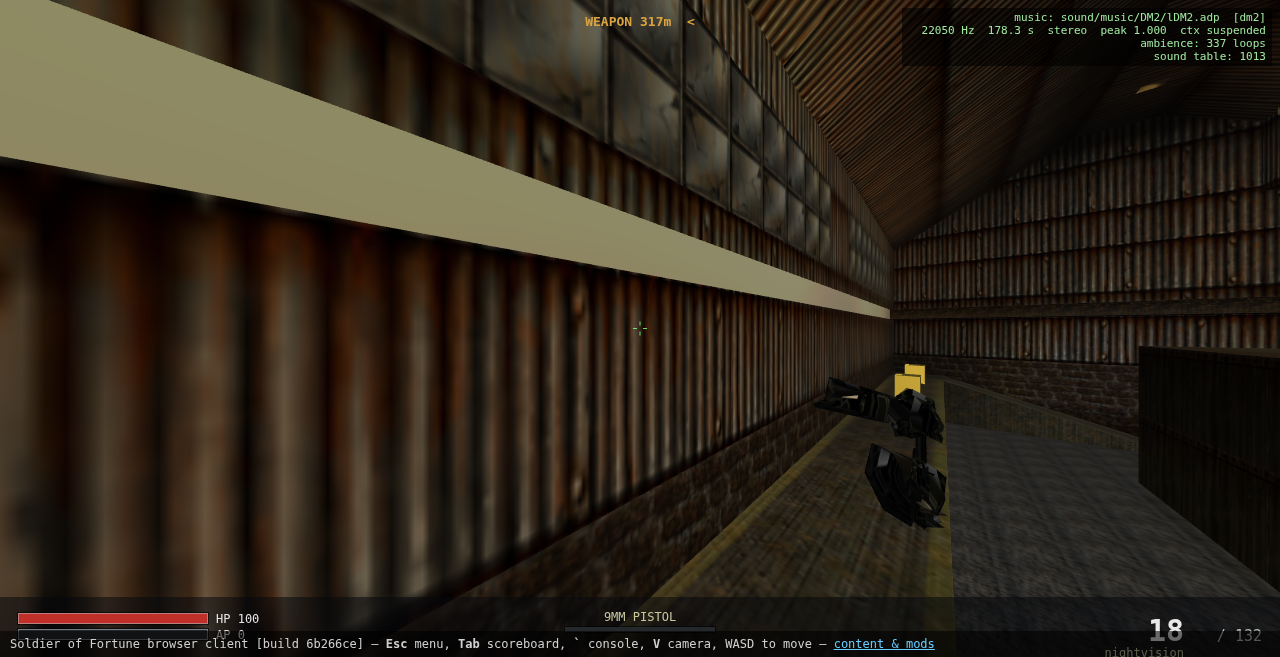 WEAPON 317m <
music: sound/music/DM2/lDM2.adp [dm2]
22050 Hz 178.3 s stereo peak 1.000 ctx suspended
ambience: 337 loops
sound table: 1013
HP 100
AP 0
9MM PISTOL
18 / 132
nightvision
Soldier of Fortune browser client [build 6b266ce] — Esc menu, Tab scoreboard, ` console, V camera, WASD to move — content & mods